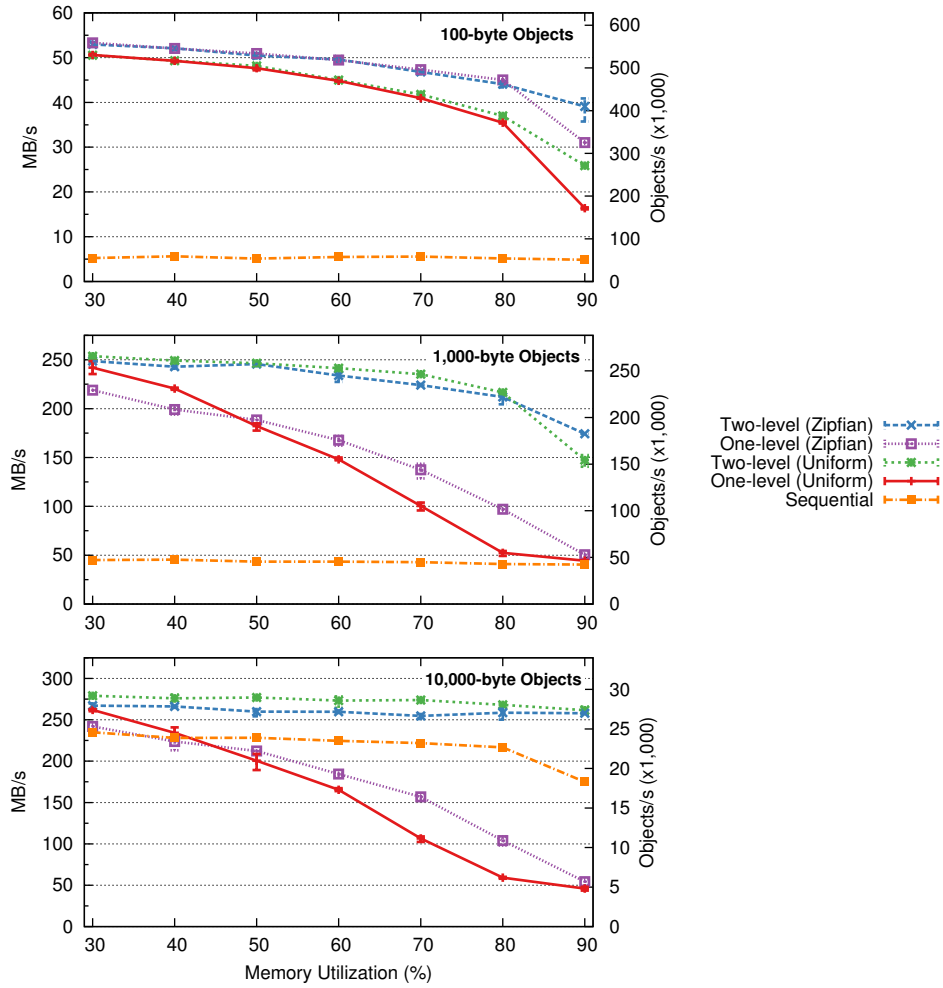 100-byte Objects
MB/s
0
10
20
30
40
50
60
Objects/s (x1,000)
0
100
200
300
400
500
600
30 40 50 60 70 80 90
1,000-byte Objects
MB/s
0
50
100
150
200
250
Objects/s (x1,000)
0
50
100
150
200
250
30 40 50 60 70 80 90
Two-level (Zipfian)
One-level (Zipfian)
Two-level (Uniform)
One-level (Uniform)
Sequential
10,000-byte Objects
MB/s
0
50
100
150
200
250
300
Objects/s (x1,000)
0
5
10
15
20
25
30
30 40 50 60 70 80 90
Memory Utilization (%)